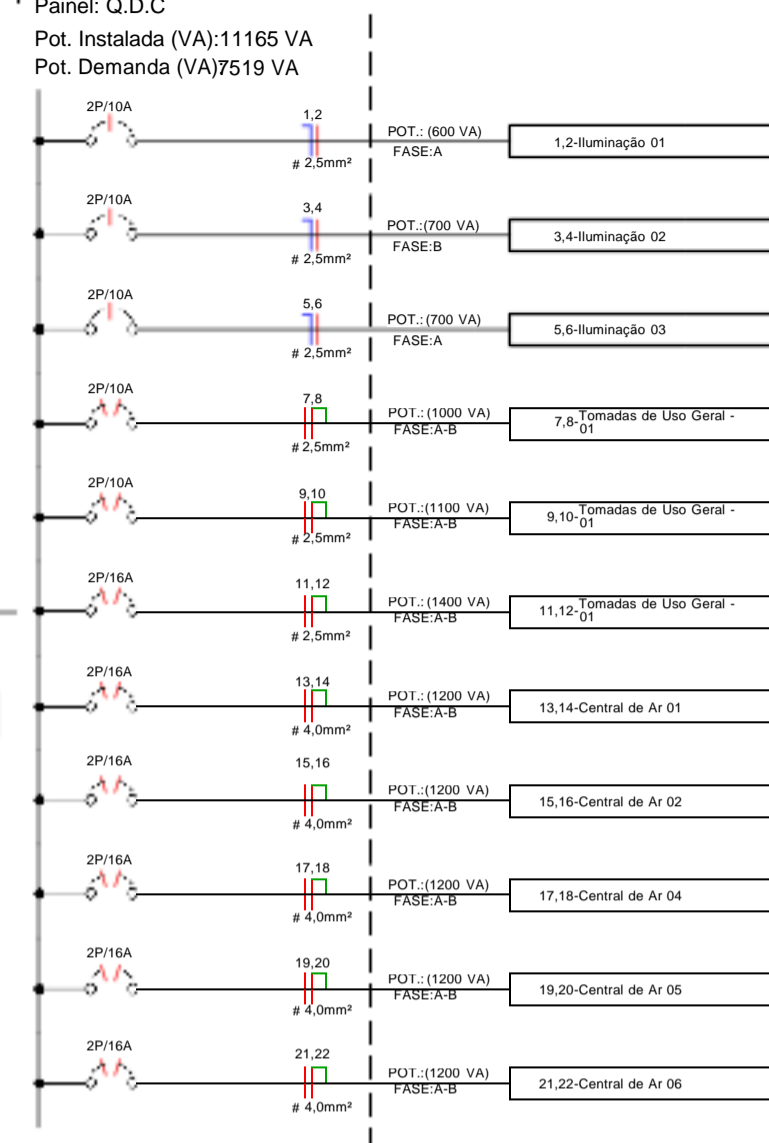 Painel: Q.D.C
Pot. Instalada (VA):11165 VA
Pot. Demanda (VA)7519 VA
2P/10A
1,2
# 2,5mm²
POT.: (600 VA)
FASE:A
1,2-Iluminação 01
2P/10A
3,4
# 2,5mm²
POT.:(700 VA)
FASE:B
3,4-Iluminação 02
2P/10A
5,6
# 2,5mm²
POT.:(700 VA)
FASE:A
5,6-Iluminação 03
2P/10A
7,8
# 2,5mm²
POT.: (1000 VA)
FASE:A-B
7,8-Tomadas de Uso Geral -
01
2P/10A
9,10
# 2,5mm²
POT.:(1100 VA)
FASE:A-B
9,10-Tomadas de Uso Geral -
01
2P/16A
11,12
# 2,5mm²
POT.: (1400 VA)
FASE:A-B
11,12-Tomadas de Uso Geral -
01
2P/16A
13,14
# 4,0mm²
POT.:(1200 VA)
FASE:A-B
13,14-Central de Ar 01
2P/16A
15,16
# 4,0mm²
POT.:(1200 VA)
FASE:A-B
15,16-Central de Ar 02
2P/16A
17,18
# 4,0mm²
POT.:(1200 VA)
FASE:A-B
17,18-Central de Ar 04
2P/16A
19,20
# 4,0mm²
POT.:(1200 VA)
FASE:A-B
19,20-Central de Ar 05
2P/16A
21,22
# 4,0mm²
POT.:(1200 VA)
FASE:A-B
21,22-Central de Ar 06